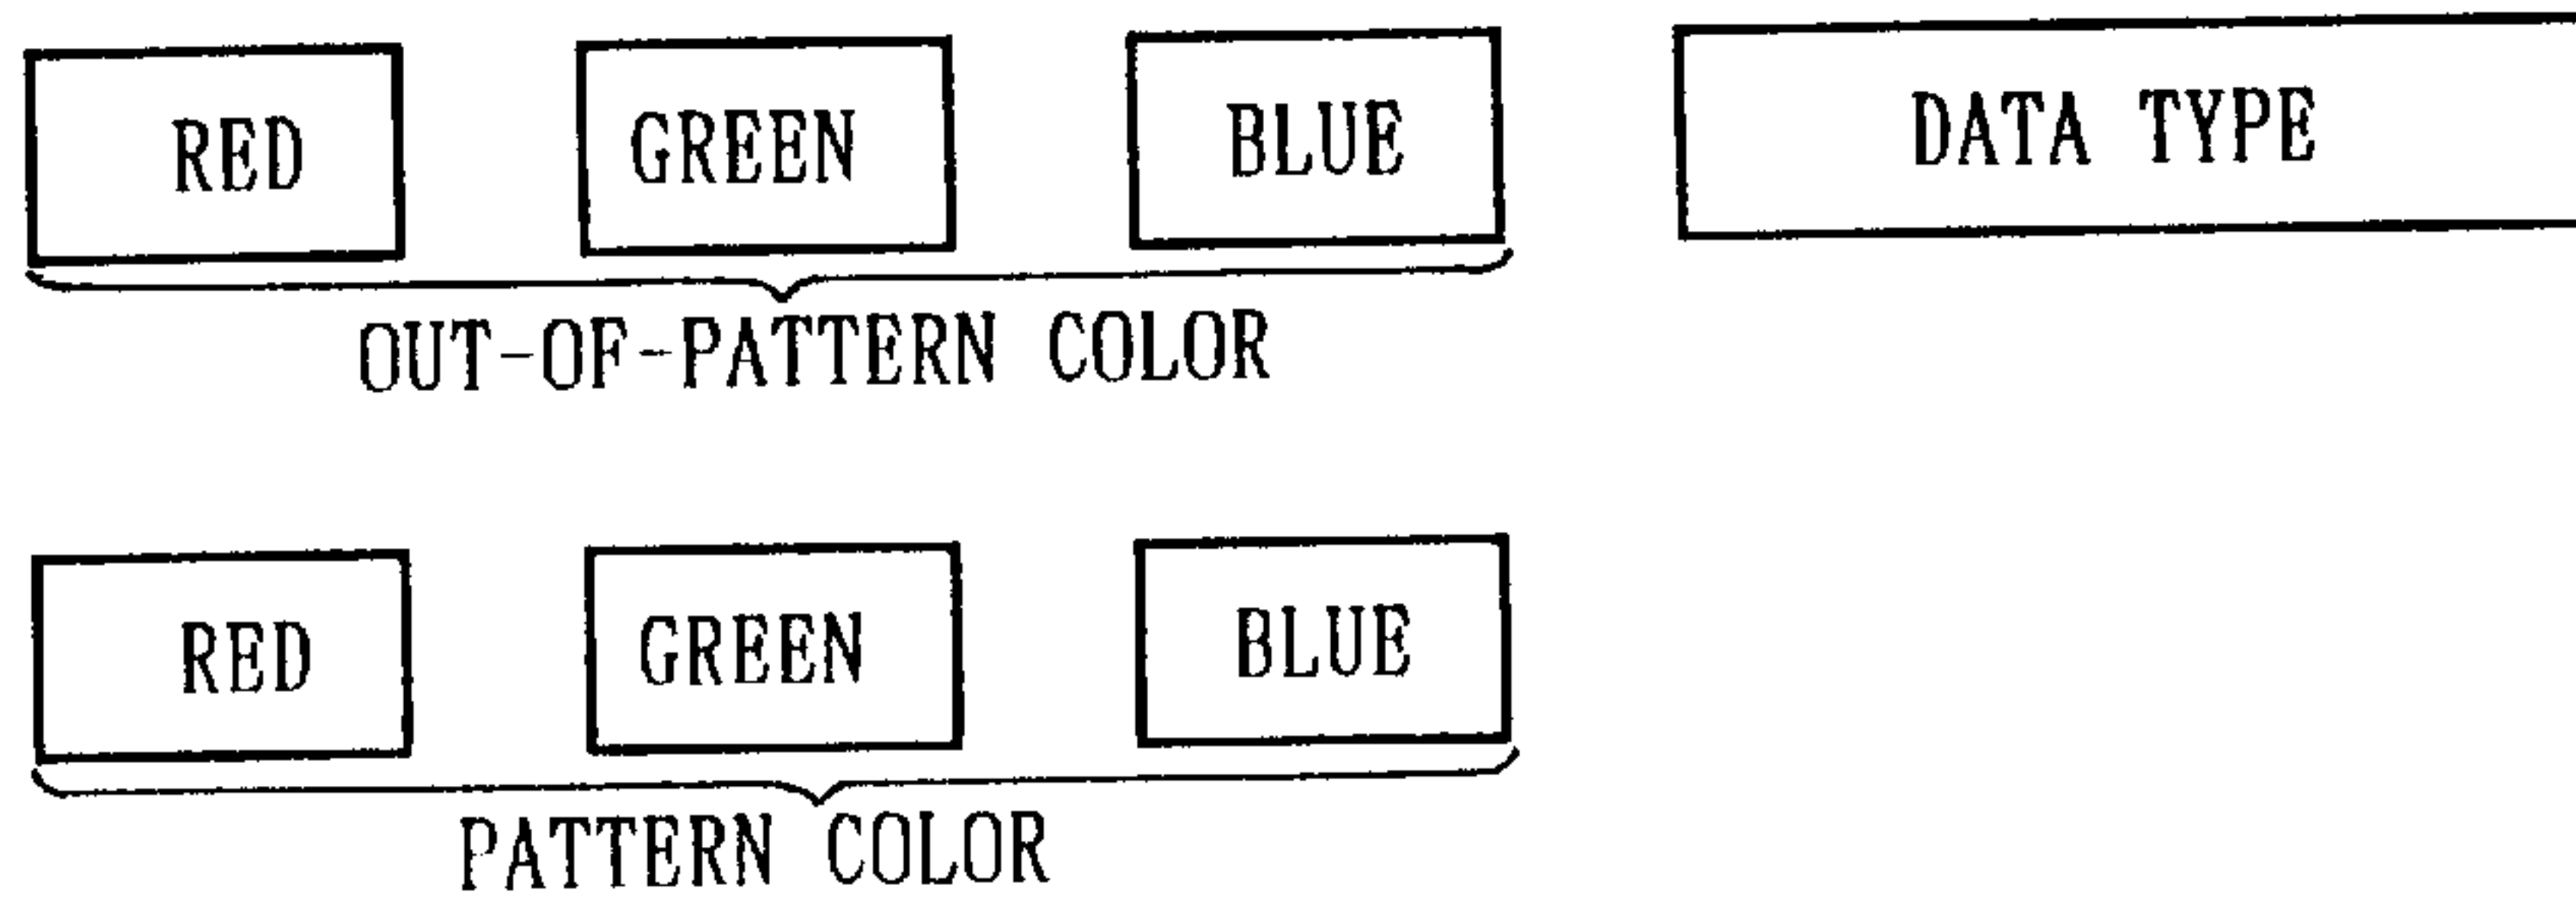 RED GREEN BLUE DATA TYPE
OUT-OF-PATTERN COLOR
RED GREEN BLUE
PATTERN COLOR